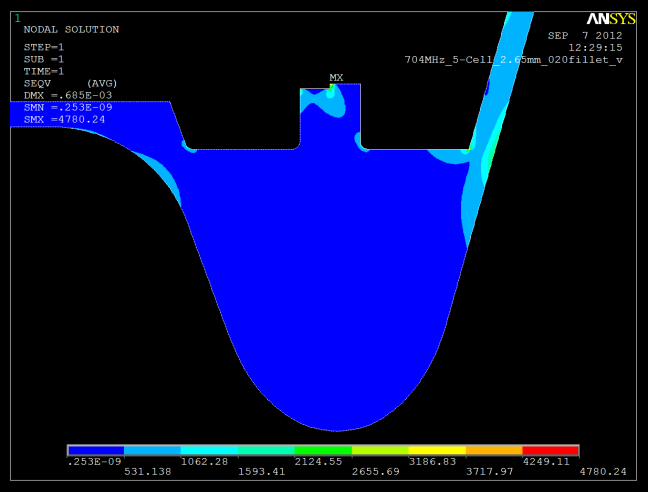 1
ANSYS
NODAL SOLUTION
SEP 7 2012
STEP=1
12:29:15
SUB =1
704MHz_5-Cell_2.65mm_020fillet_v
TIME=1
SEQV (AVG)
MX
DMX =.685E-03
SMN =.253E-09
SMX =4780.24
.253E-09 1062.28 2124.55 3186.83 4249.11
531.138 1593.41 2655.69 3717.97 4780.24